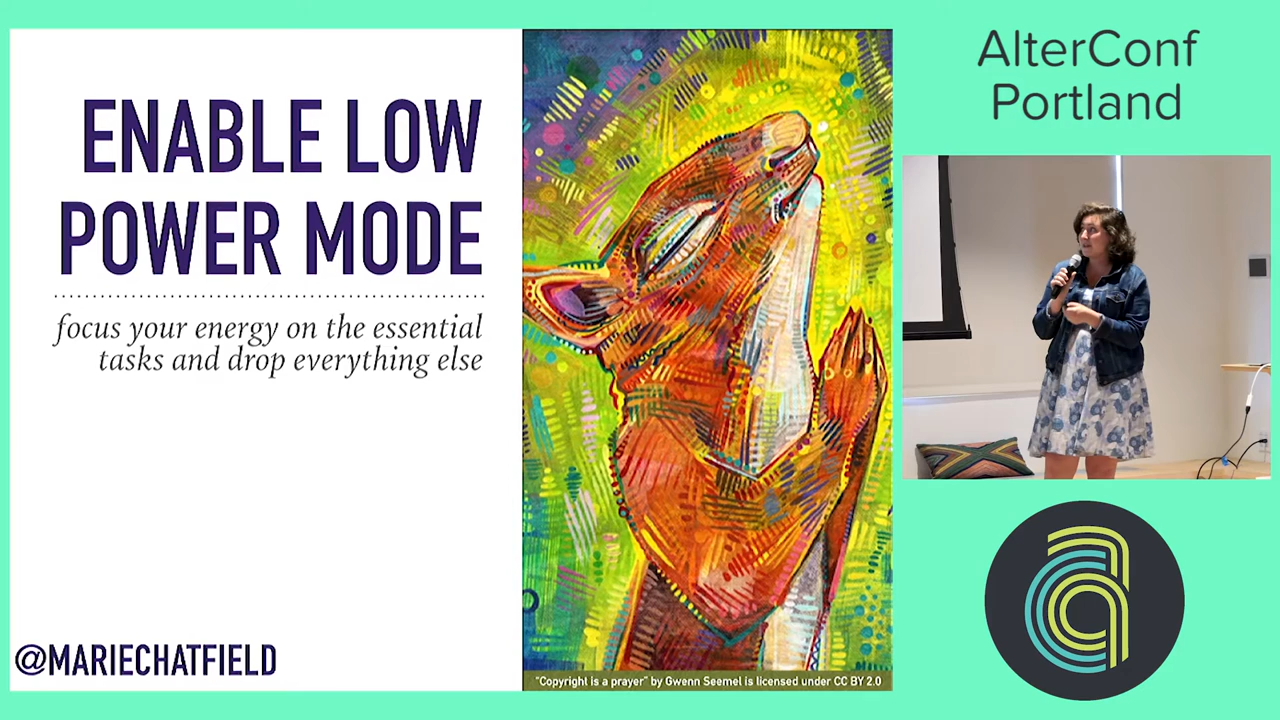 ENABLE LOW
POWER MODE
focus your energy on the essential
tasks and drop everything else
@MARIECHATFIELD
"Copyright is a prayer" by Gwenn Seemel is licensed under CC BY 2.0
AlterConf
Portland